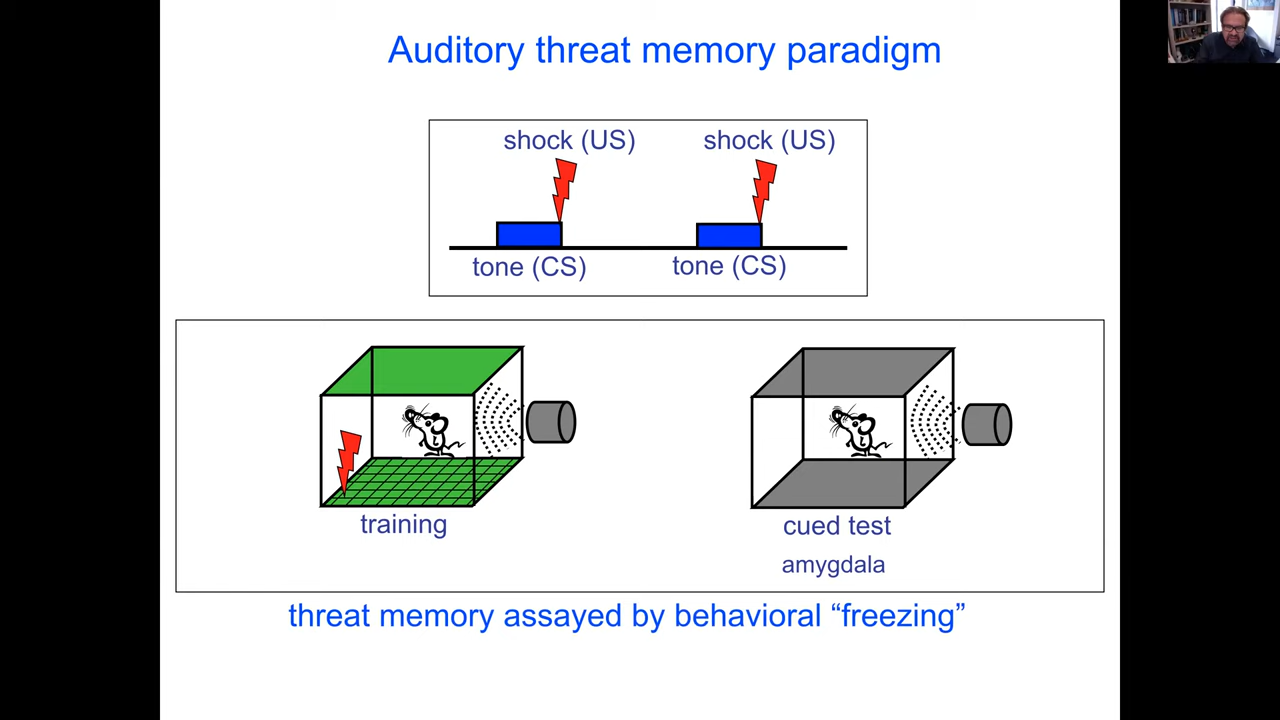 Auditory threat memory paradigm
shock (US) shock (US)
tone (CS) tone (CS)
training
cued test
amygdala
threat memory assayed by behavioral “freezing”